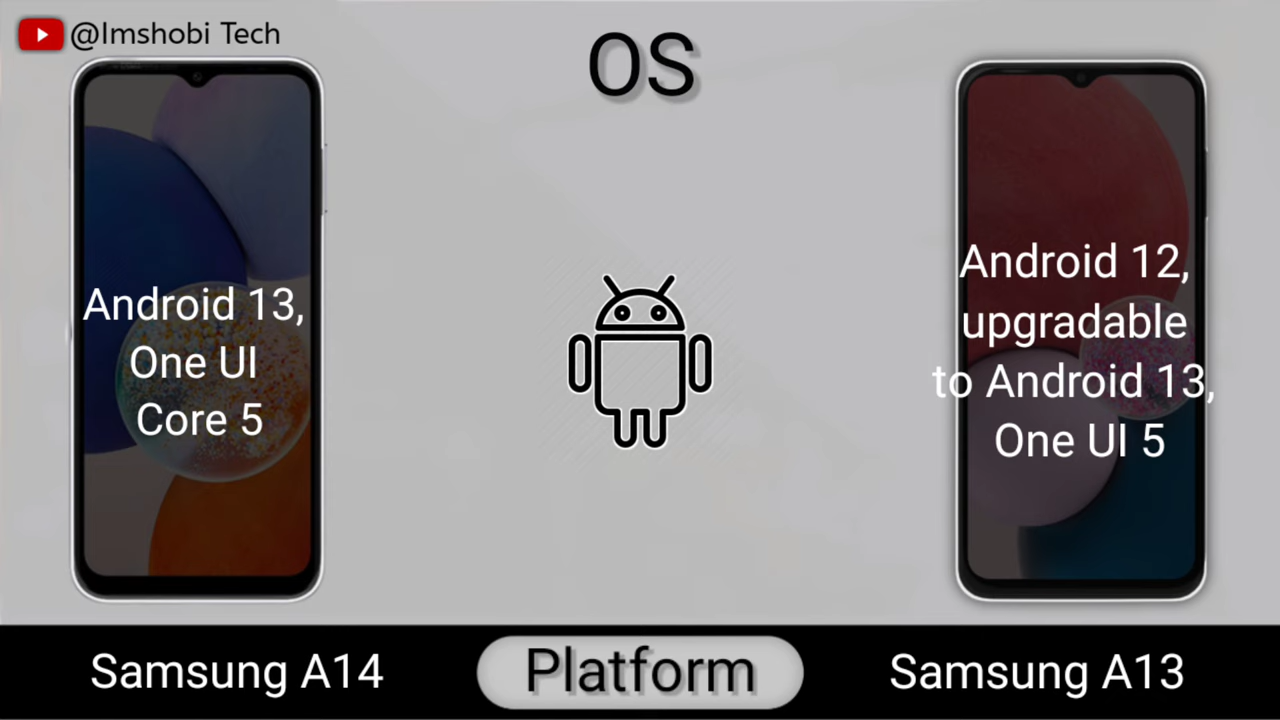 @Imshobi Tech
OS
Android 13,
One UI
Core 5
Android 12,
upgradable
to Android 13,
One UI 5
Samsung A14
Platform
Samsung A13